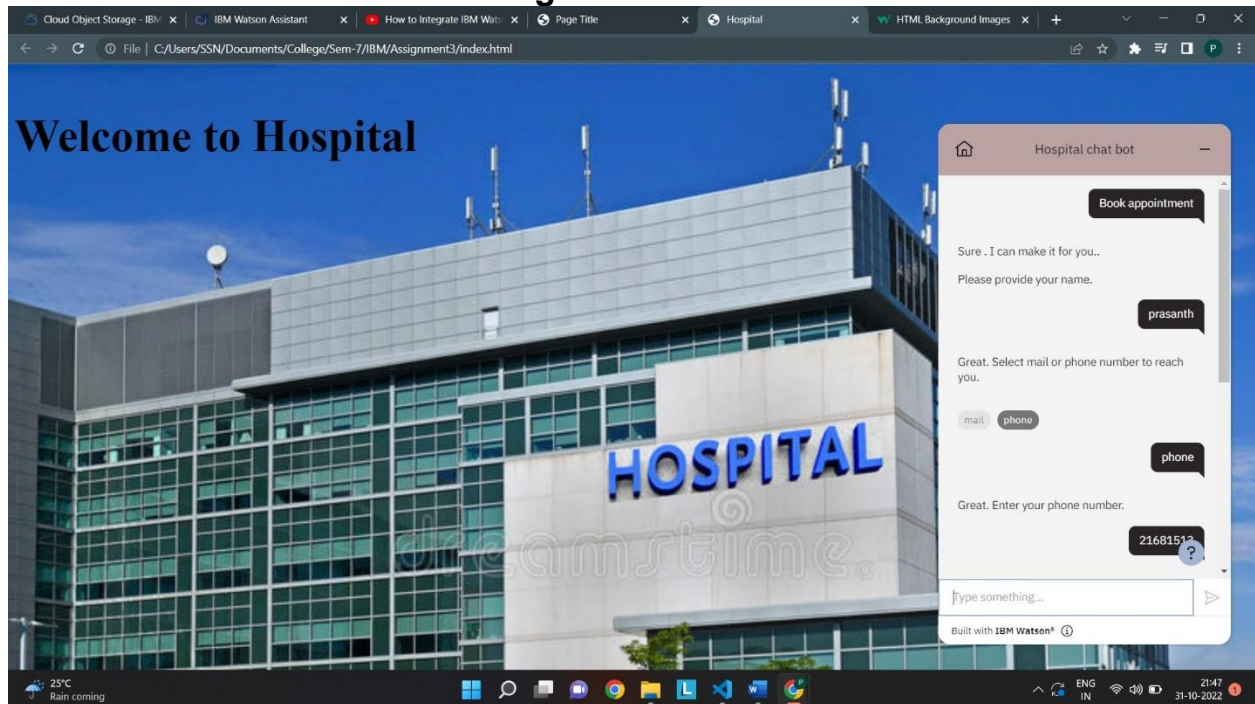 Cloud Object Storage - IBM
IBM Watson Assistant
How to Integrate IBM Wats
Page Title
Hospital
HTML Background Images
File | C:/Users/SSN/Documents/College/Sem-7/IBM/Assignment3/index.html
P
Welcome to Hospital
Hospital chat bot
Book appointment
Sure . I can make it for you..
Please provide your name.
prasanth
Great. Select mail or phone number to reach
you.
mail phone
phone
Great. Enter your phone number.
?
Type something...
Built with IBM Watson®
HOSPITAL
dreamstime
25°C
Rain coming
ENG
IN
21:47
31-10-2022
1